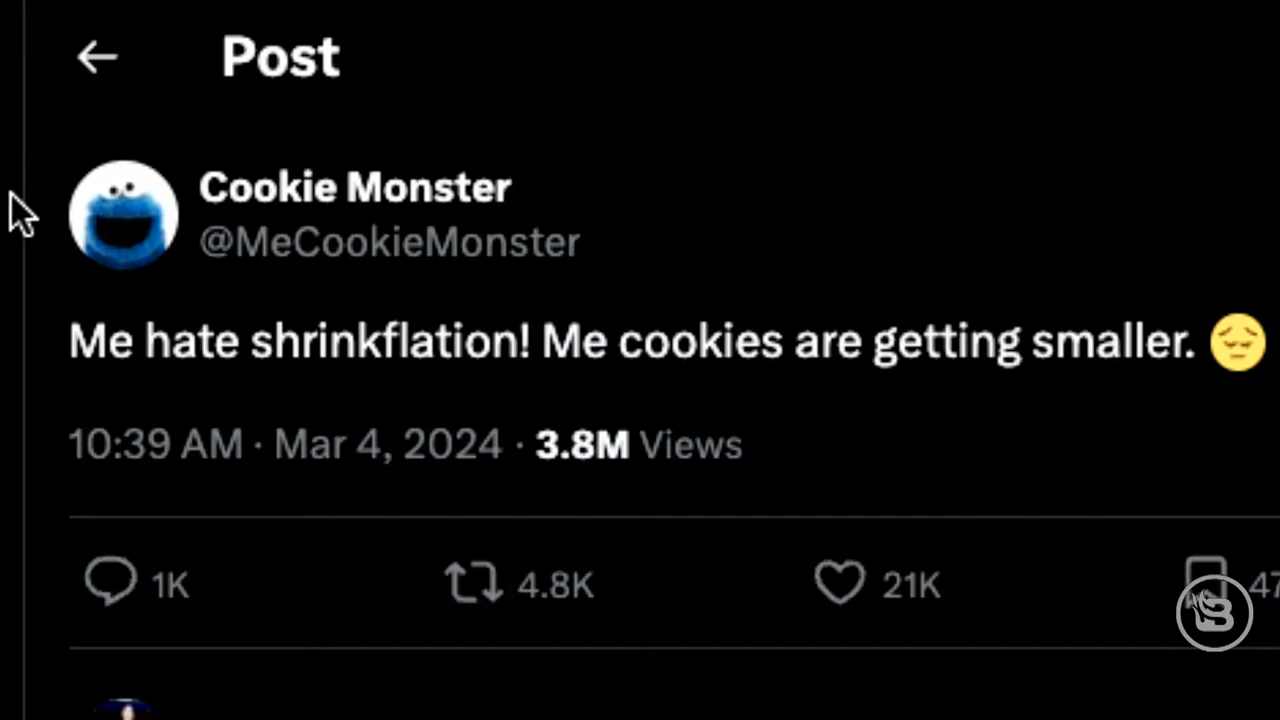 Post
Cookie Monster
@MeCookieMonster
Me hate shrinkflation! Me cookies are getting smaller. 😔
10:39 AM · Mar 4, 2024 · 3.8M Views
1K 4.8K 21K 47